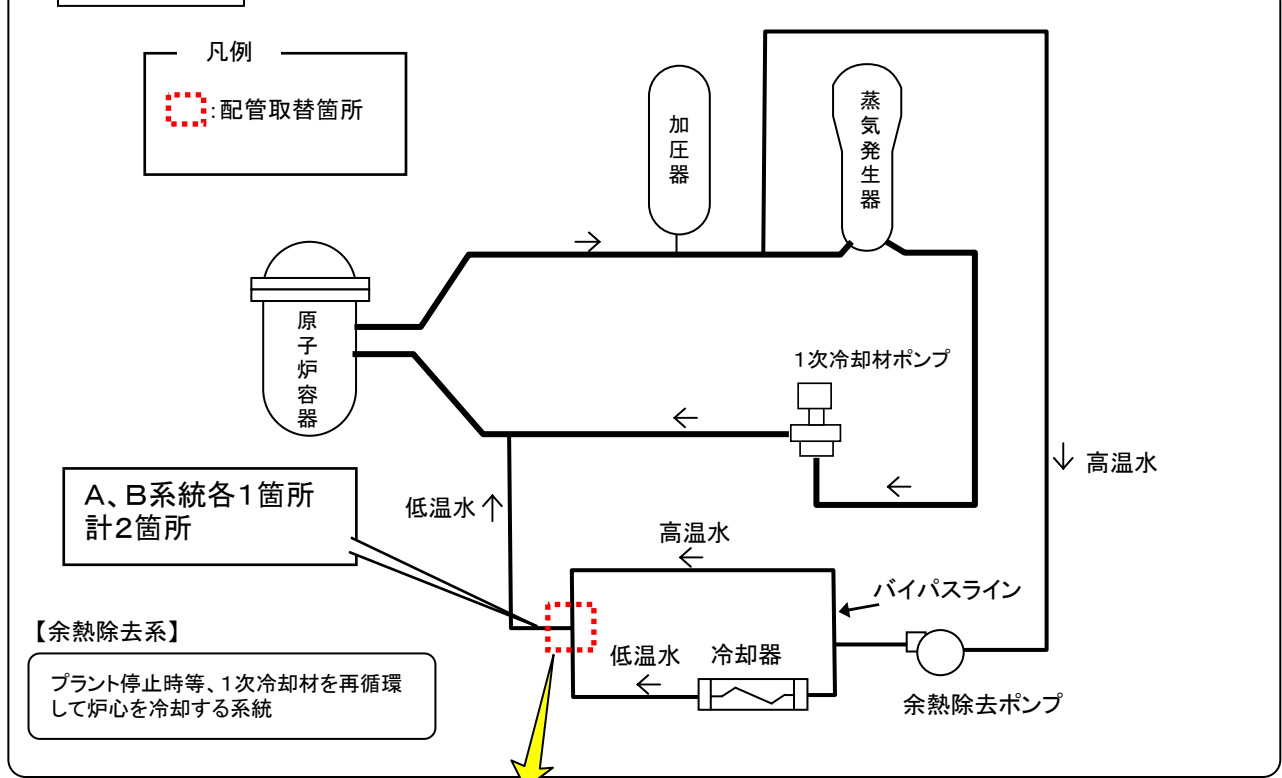 凡例
:配管取替箇所
加圧器
蒸気発生器
原子炉容器
1次冷却材ポンプ
高温水
A、B系統各1箇所
計2箇所
低温水
高温水
バイパスライン
【余熱除去系】
低温水
冷却器
プラント停止時等、1次冷却材を再循環
して炉心を冷却する系統
余熱除去ポンプ